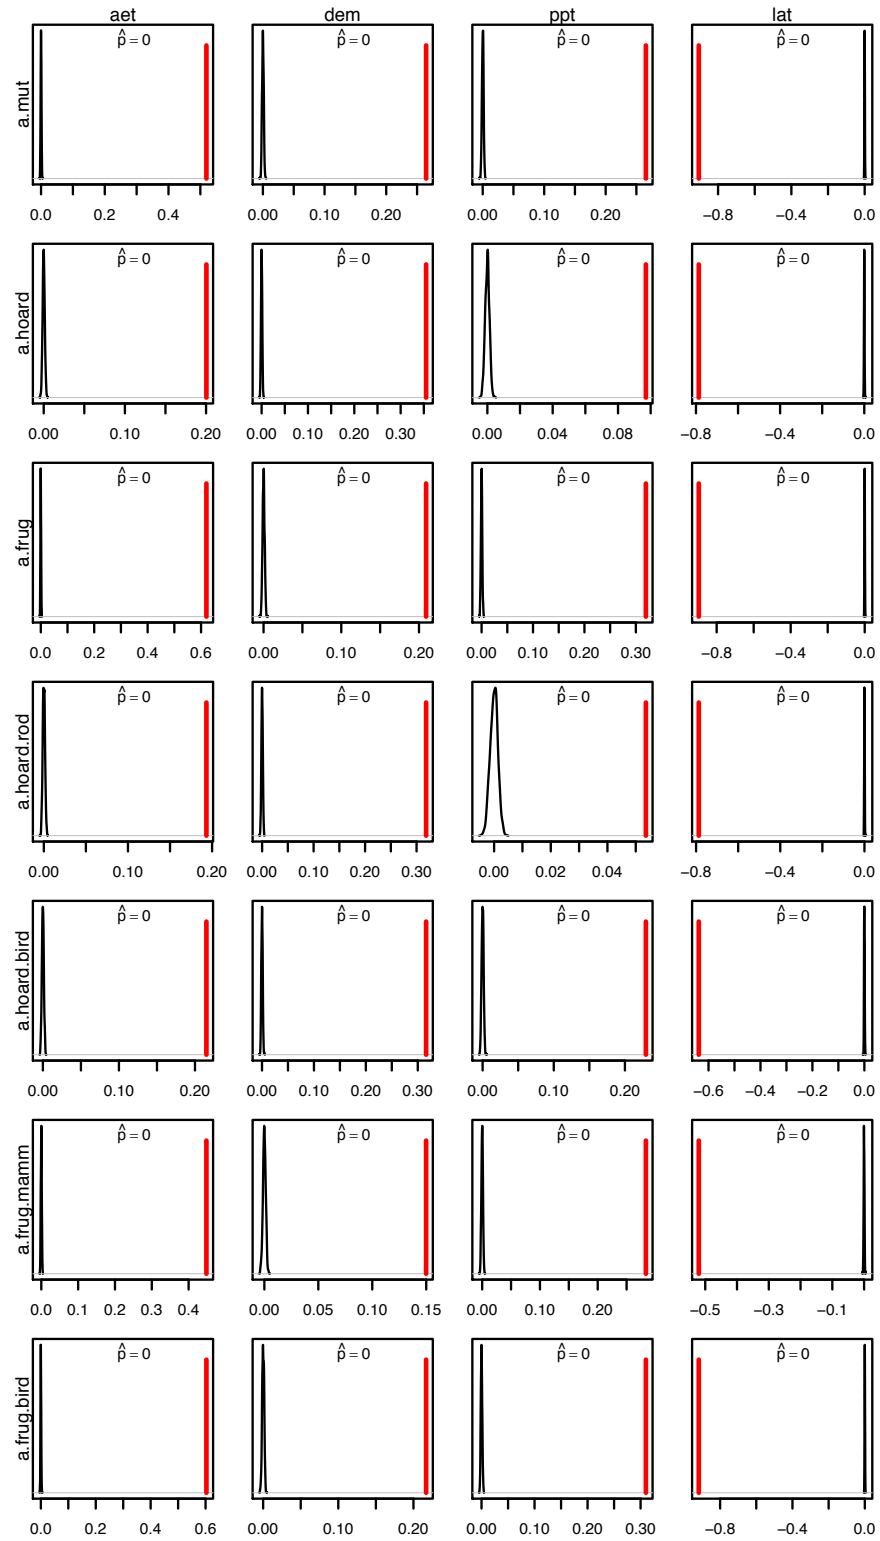 aet dem ppt lat
a.mut
p̂ = 0 p̂ = 0 p̂ = 0 p̂ = 0
0.0 0.2 0.4 0.00 0.10 0.20 0.00 0.10 0.20 −0.8 −0.4 0.0
a.hoard
p̂ = 0 p̂ = 0 p̂ = 0 p̂ = 0
0.00 0.10 0.20 0.00 0.10 0.20 0.30 0.00 0.04 0.08 −0.8 −0.4 0.0
a.frug
p̂ = 0 p̂ = 0 p̂ = 0 p̂ = 0
0.0 0.2 0.4 0.6 0.00 0.10 0.20 0.00 0.10 0.20 0.30 −0.8 −0.4 0.0
a.hoard.rod
p̂ = 0 p̂ = 0 p̂ = 0 p̂ = 0
0.00 0.10 0.20 0.00 0.10 0.20 0.30 0.00 0.02 0.04 −0.8 −0.4 0.0
a.hoard.bird
p̂ = 0 p̂ = 0 p̂ = 0 p̂ = 0
0.00 0.10 0.20 0.00 0.10 0.20 0.30 0.00 0.10 0.20 −0.6 −0.4 −0.2 0.0
a.frug.mamm
p̂ = 0 p̂ = 0 p̂ = 0 p̂ = 0
0.0 0.1 0.2 0.3 0.4 0.00 0.05 0.10 0.15 0.00 0.10 0.20 −0.5 −0.3 −0.1
a.frug.bird
p̂ = 0 p̂ = 0 p̂ = 0 p̂ = 0
0.0 0.2 0.4 0.6 0.00 0.10 0.20 0.00 0.10 0.20 0.30 −0.8 −0.4 0.0